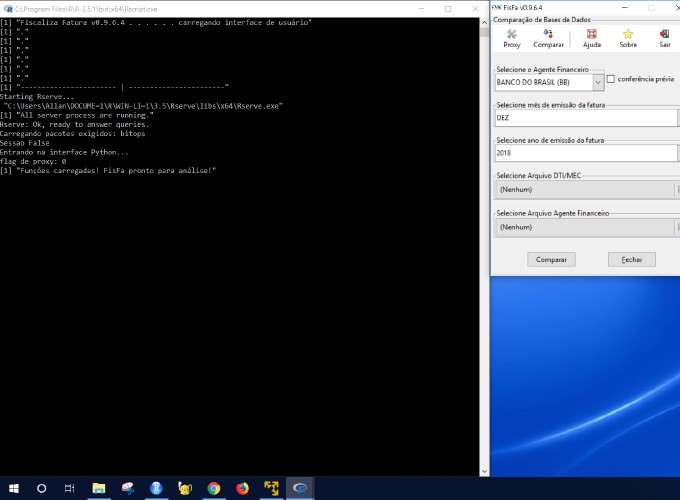 C:\Program Files\R\R-3.5.1\bin\x64\Rscript.exe
[1] "Fiscaliza Fatura v0.9.6.4 . . . . . . carregando interface de usuário"
[1] "."
[1] "."
[1] "."
[1] "."
[1] "."
[1] "."
[1] "------------------------ | ------------------------"
Starting Rserve...
"C:\Users\Allan\DOCUME~1\R\WIN-LI~1\3.5\Rserve\libs\x64\Rserve.exe"
[1] "All server process are running."
Rserve: Ok, ready to answer queries.
Carregando pacotes exigidos: bitops
Sessao False
Entrando na interface Python...
flag de proxy: 0
[1] "Funções carregadas! FisFa pronto para análise!"
FisFa v0.9.6.4
Comparação de Bases de Dados
Proxy Comparar Ajuda Sobre Sair
Selecione o Agente Financeiro
BANCO DO BRASIL (BB)
conferência prévia
Selecione mês de emissão da fatura
DEZ
Selecione ano de emissão da fatura
2018
Selecione Arquivo DTI/MEC
(Nenhum)
Selecione Arquivo Agente Financeiro
(Nenhum)
Comparar Fechar